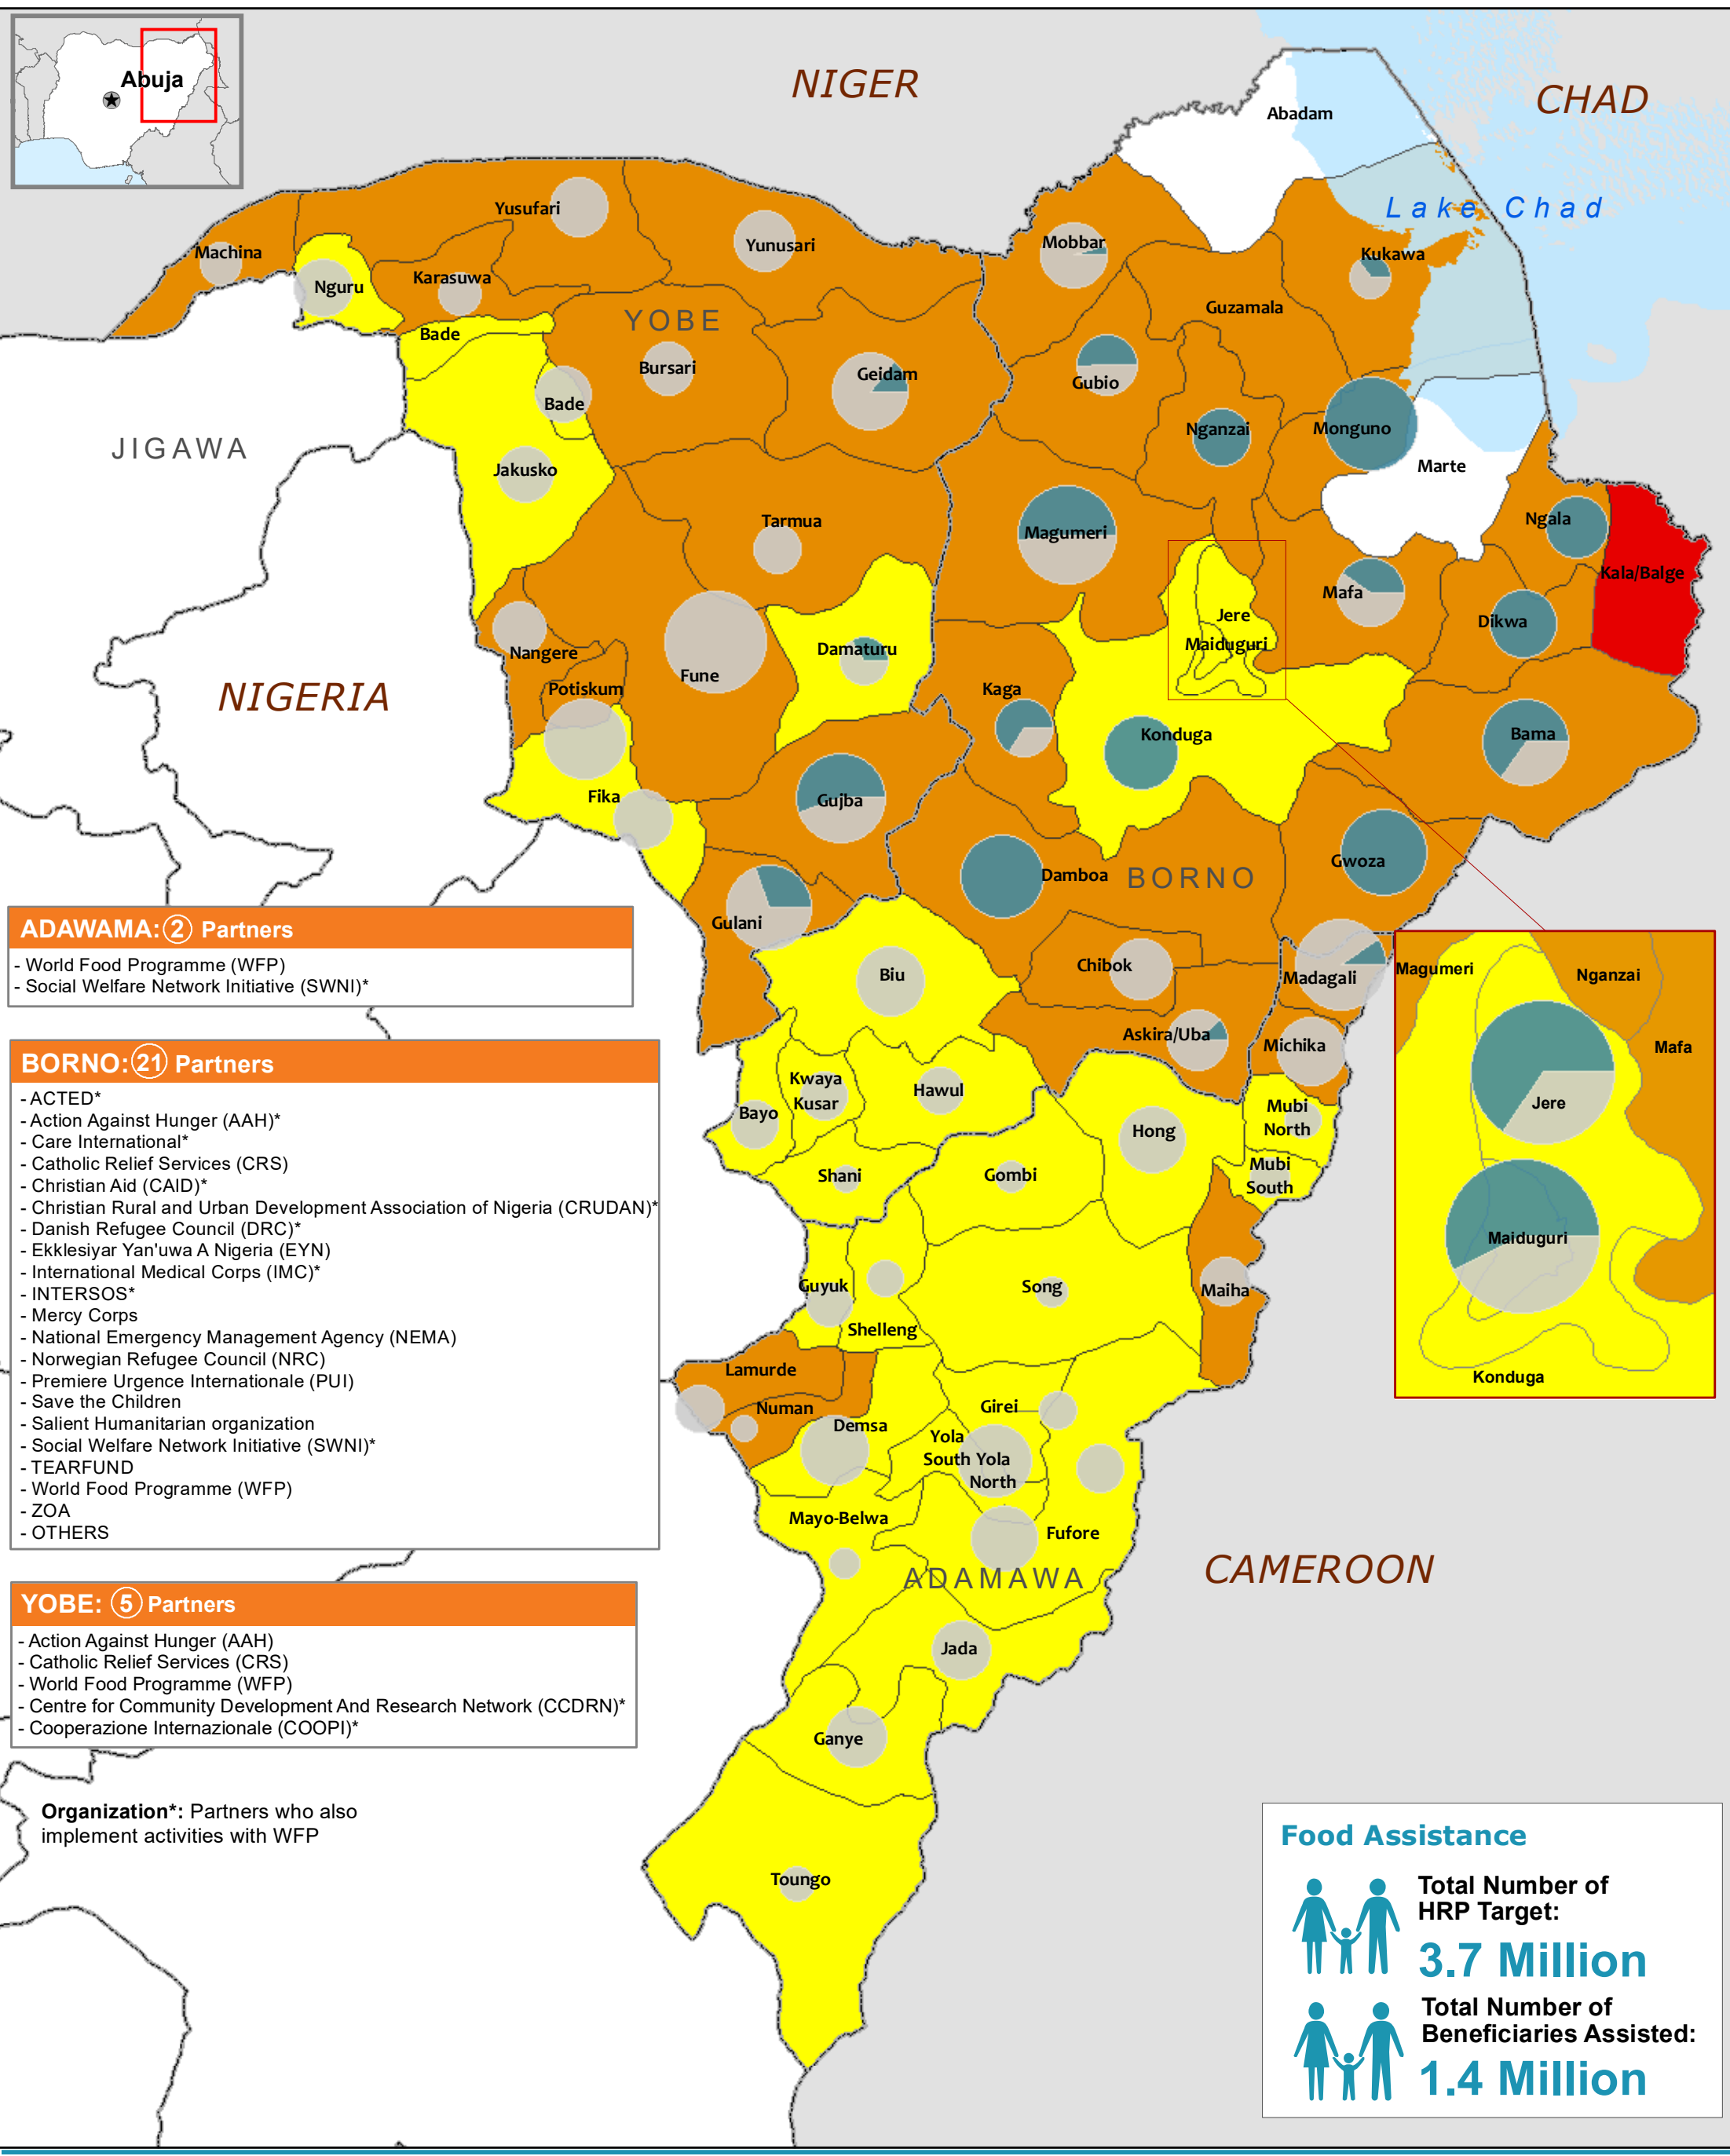 Abuja
NIGER
CHAD
Abadam
Lake Chad
Yusufari
Machina
Yunusari
Mobbar
Kukawa
Nguru
Karasuwa
Guzamala
YOBE
Bade
Bursari
Geidam
Gubio
Bade
Nganzai
Monguno
JIGAWA
Marte
Jakusko
Tarmua
Magumeri
Ngala
Kala/Balge
Mafa
Jere
Dikwa
Maiduguri
Nangere
Damaturu
Fune
Potiskum
Kaga
NIGERIA
Konduga
Bama
Fika
Gujba
Gwoza
Damboa
BORNO
Gulani
Chibok
Madagali
Biu
Askira/Uba
Michika
Kwaya
Kusar
Hawul
Bayo
Mubi
North
Hong
Shani
Gombi
Mubi
South
Guyuk
Song
Maiha
Shelleng
Lamurde
Numan
Girei
Demsa
Yola
South Yola
North
Mayo-Belwa
Fufore
CAMEROON
ADAMAWA
Jada
Ganye
Toungo
Magumeri
Nganzai
Mafa
Jere
Maiduguri
Konduga
ADAWAMA: 2 Partners
- World Food Programme (WFP)
- Social Welfare Network Initiative (SWNI)*
BORNO: 21 Partners
- ACTED*
- Action Against Hunger (AAH)*
- Care International*
- Catholic Relief Services (CRS)
- Christian Aid (CAID)*
- Christian Rural and Urban Development Association of Nigeria (CRUDAN)*
- Danish Refugee Council (DRC)*
- Ekklesiyar Yan'uwa A Nigeria (EYN)
- International Medical Corps (IMC)*
- INTERSOS*
- Mercy Corps
- National Emergency Management Agency (NEMA)
- Norwegian Refugee Council (NRC)
- Premiere Urgence Internationale (PUI)
- Save the Children
- Salient Humanitarian organization
- Social Welfare Network Initiative (SWNI)*
- TEARFUND
- World Food Programme (WFP)
- ZOA
- OTHERS
YOBE: 5 Partners
- Action Against Hunger (AAH)
- Catholic Relief Services (CRS)
- World Food Programme (WFP)
- Centre for Community Development And Research Network (CCDRN)*
- Cooperazione Internazionale (COOPI)*
Organization*: Partners who also
implement activities with WFP
Food Assistance
Total Number of
HRP Target:
3.7 Million
Total Number of
Beneficiaries Assisted:
1.4 Million